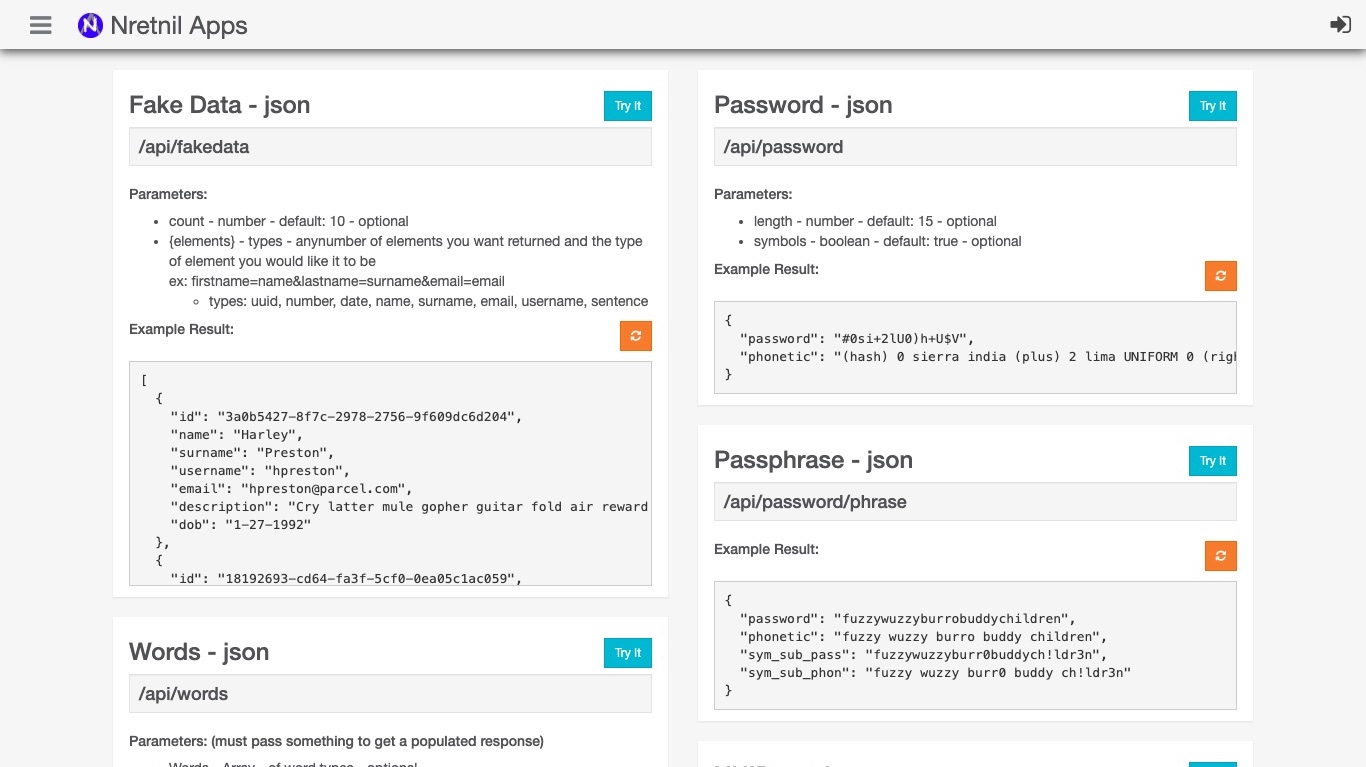 Nretnil Apps
Fake Data - json
Try It
/api/fakedata
Parameters:
count - number - default: 10 - optional
{elements} - types - anynumber of elements you want returned and the type
of element you would like it to be
ex: firstname=name&lastname=surname&email=email
types: uuid, number, date, name, surname, email, username, sentence
Example Result:
[
{
"id": "3a0b5427-8f7c-2978-2756-9f609dc6d204",
"name": "Harley",
"surname": "Preston",
"username": "hpreston",
"email": "hpreston@parcel.com",
"description": "Cry latter mule gopher guitar fold air reward
"dob": "1-27-1992"
},
{
"id": "18192693-cd64-fa3f-5cf0-0ea05c1ac059",
Words - json
Try It
/api/words
Parameters: (must pass something to get a populated response)
Words - Array - of word types - optional
Password - json
Try It
/api/password
Parameters:
length - number - default: 15 - optional
symbols - boolean - default: true - optional
Example Result:
{
"password": "#0si+2lU0)h+U$V",
"phonetic": "(hash) 0 sierra india (plus) 2 lima UNIFORM 0 (righ
}
Passphrase - json
Try It
/api/password/phrase
Example Result:
{
"password": "fuzzywuzzyburrobuddychildren",
"phonetic": "fuzzy wuzzy burro buddy children",
"sym_sub_pass": "fuzzywuzzyburr0buddych!ldr3n",
"sym_sub_phon": "fuzzy wuzzy burr0 buddy ch!ldr3n"
}